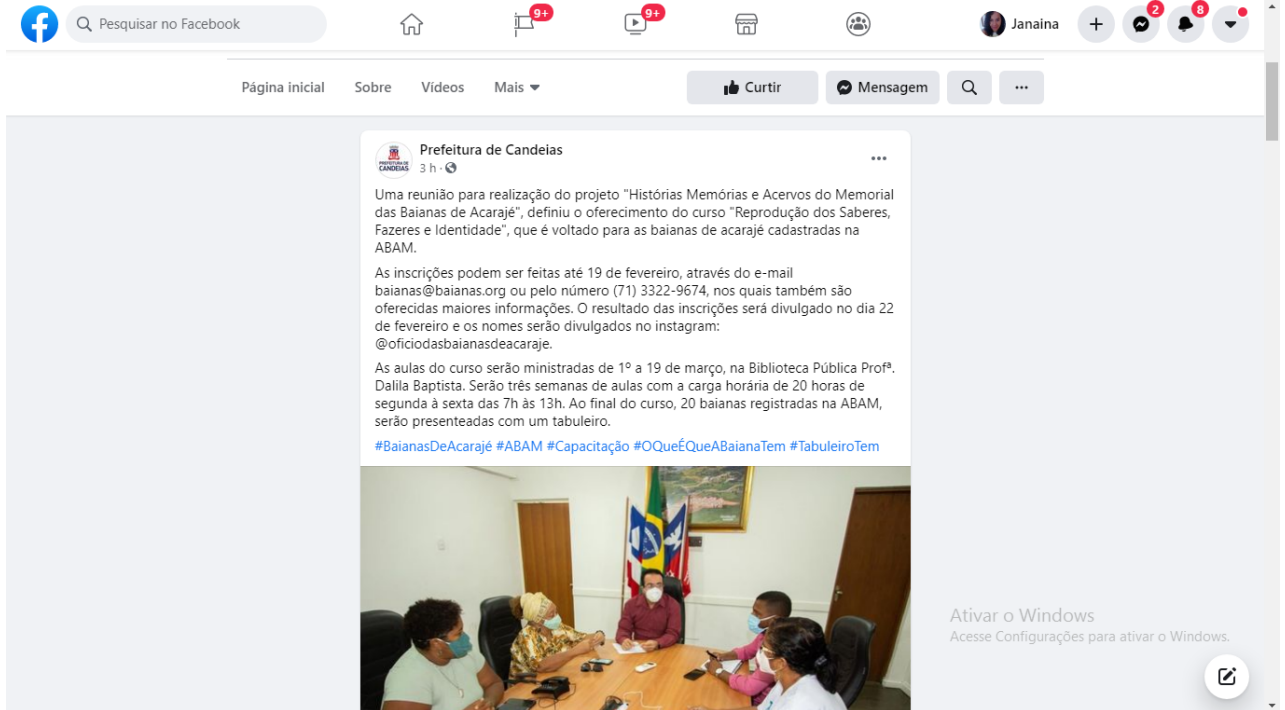 Pesquisar no Facebook
9+
9+
Janaina
2
8
Página inicial
Sobre
Vídeos
Mais
Curtir
Mensagem
PREFEITURA DE
CANDEIAS
Prefeitura de Candeias
3 h ·
Uma reunião para realização do projeto "Histórias Memórias e Acervos do Memorial
das Baianas de Acarajé", definiu o oferecimento do curso "Reprodução dos Saberes,
Fazeres e Identidade", que é voltado para as baianas de acarajé cadastradas na
ABAM.
As inscrições podem ser feitas até 19 de fevereiro, através do e-mail
baianas@baianas.org ou pelo número (71) 3322-9674, nos quais também são
oferecidas maiores informações. O resultado das inscrições será divulgado no dia 22
de fevereiro e os nomes serão divulgados no instagram:
@oficiodasbaianasdeacaraje.
As aulas do curso serão ministradas de 1º a 19 de março, na Biblioteca Pública Profª.
Dalila Baptista. Serão três semanas de aulas com a carga horária de 20 horas de
segunda à sexta das 7h às 13h. Ao final do curso, 20 baianas registradas na ABAM,
serão presenteadas com um tabuleiro.
#BaianasDeAcarajé #ABAM #Capacitação #OQueÉQueABaianaTem #TabuleiroTem
Ativar o Windows
Acesse Configurações para ativar o Windows.